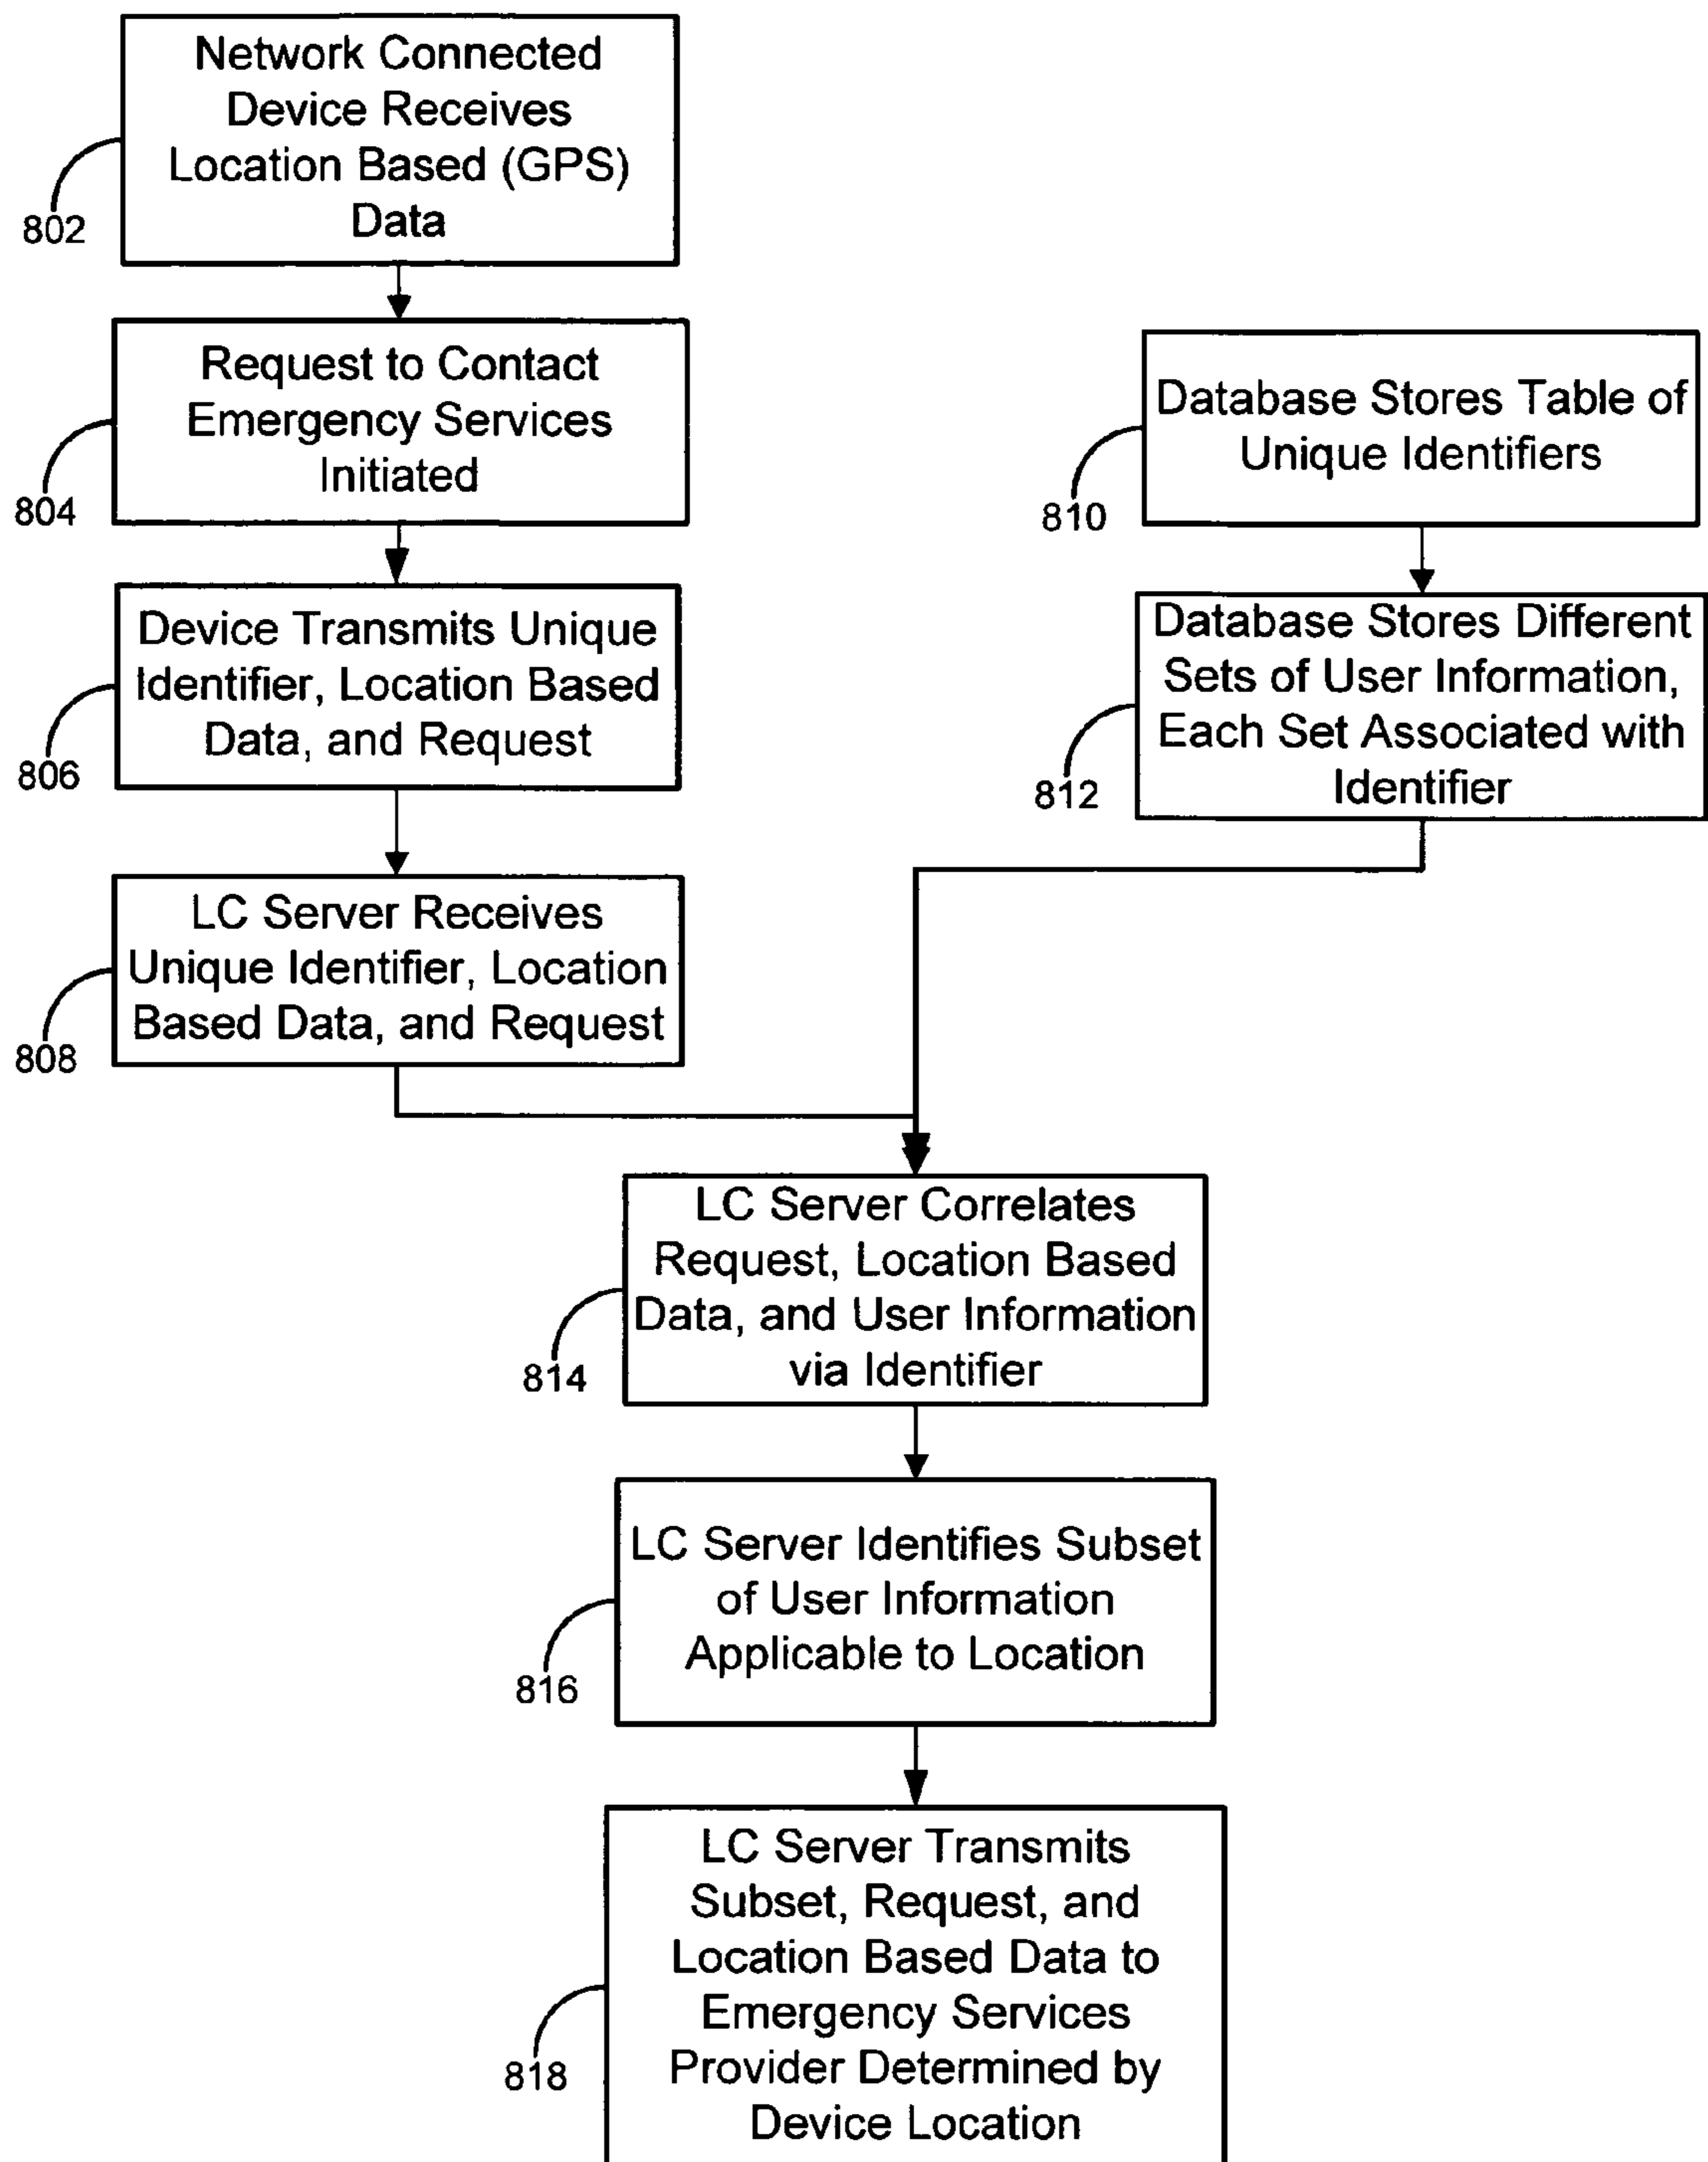 Network Connected
Device Receives
Location Based (GPS)
Data
802
Request to Contact
Emergency Services
Initiated
804
Device Transmits Unique
Identifier, Location Based
Data, and Request
806
LC Server Receives
Unique Identifier, Location
Based Data, and Request
808
Database Stores Table of
Unique Identifiers
810
Database Stores Different
Sets of User Information,
Each Set Associated with
Identifier
812
LC Server Correlates
Request, Location Based
Data, and User Information
via Identifier
814
LC Server Identifies Subset
of User Information
Applicable to Location
816
LC Server Transmits
Subset, Request, and
Location Based Data to
Emergency Services
Provider Determined by
Device Location
818